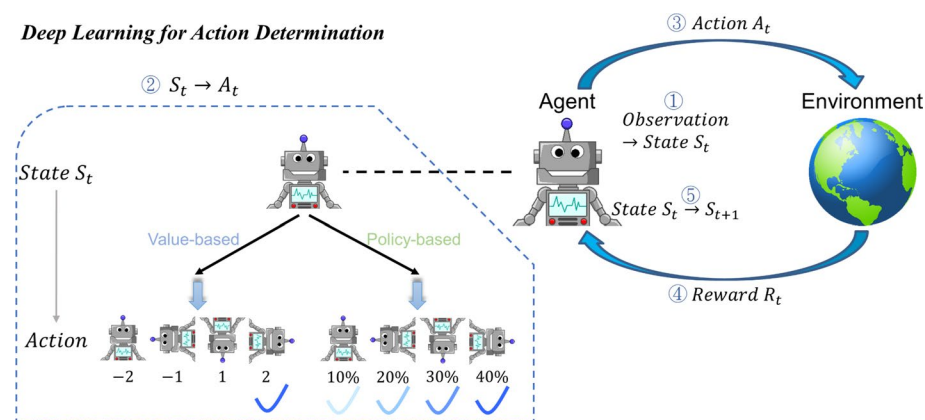 Deep Learning for Action Determination
② S_t → A_t
State S_t
Value-based
Policy-based
Action
−2 −1 1 2
10% 20% 30% 40%
③ Action A_t
Agent
Environment
①
Observation
→ State S_t
⑤
State S_t → S_{t+1}
④ Reward R_t